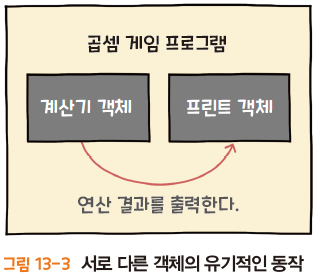 곱셈 게임 프로그램
계산기 객체 프린트 객체
연산 결과를 출력한다.
그림 13-3 서로 다른 객체의 유기적인 동작